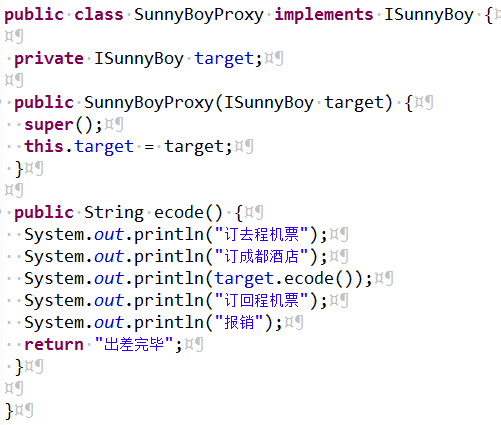 public class SunnyBoyProxy implements ISunnyBoy {¤¶
¤¶
private ISunnyBoy target;¤¶
¤¶
public SunnyBoyProxy(ISunnyBoy target) {¤¶
super();¤¶
this.target = target;¤¶
}¤¶
¤¶
public String ecode() {¤¶
System.out.println("订去程机票");¤¶
System.out.println("订成都酒店");¤¶
System.out.println(target.ecode());¤¶
System.out.println("订回程机票");¤¶
System.out.println("报销");¤¶
return "出差完毕";¤¶
}¤¶
¤¶
}¤¶